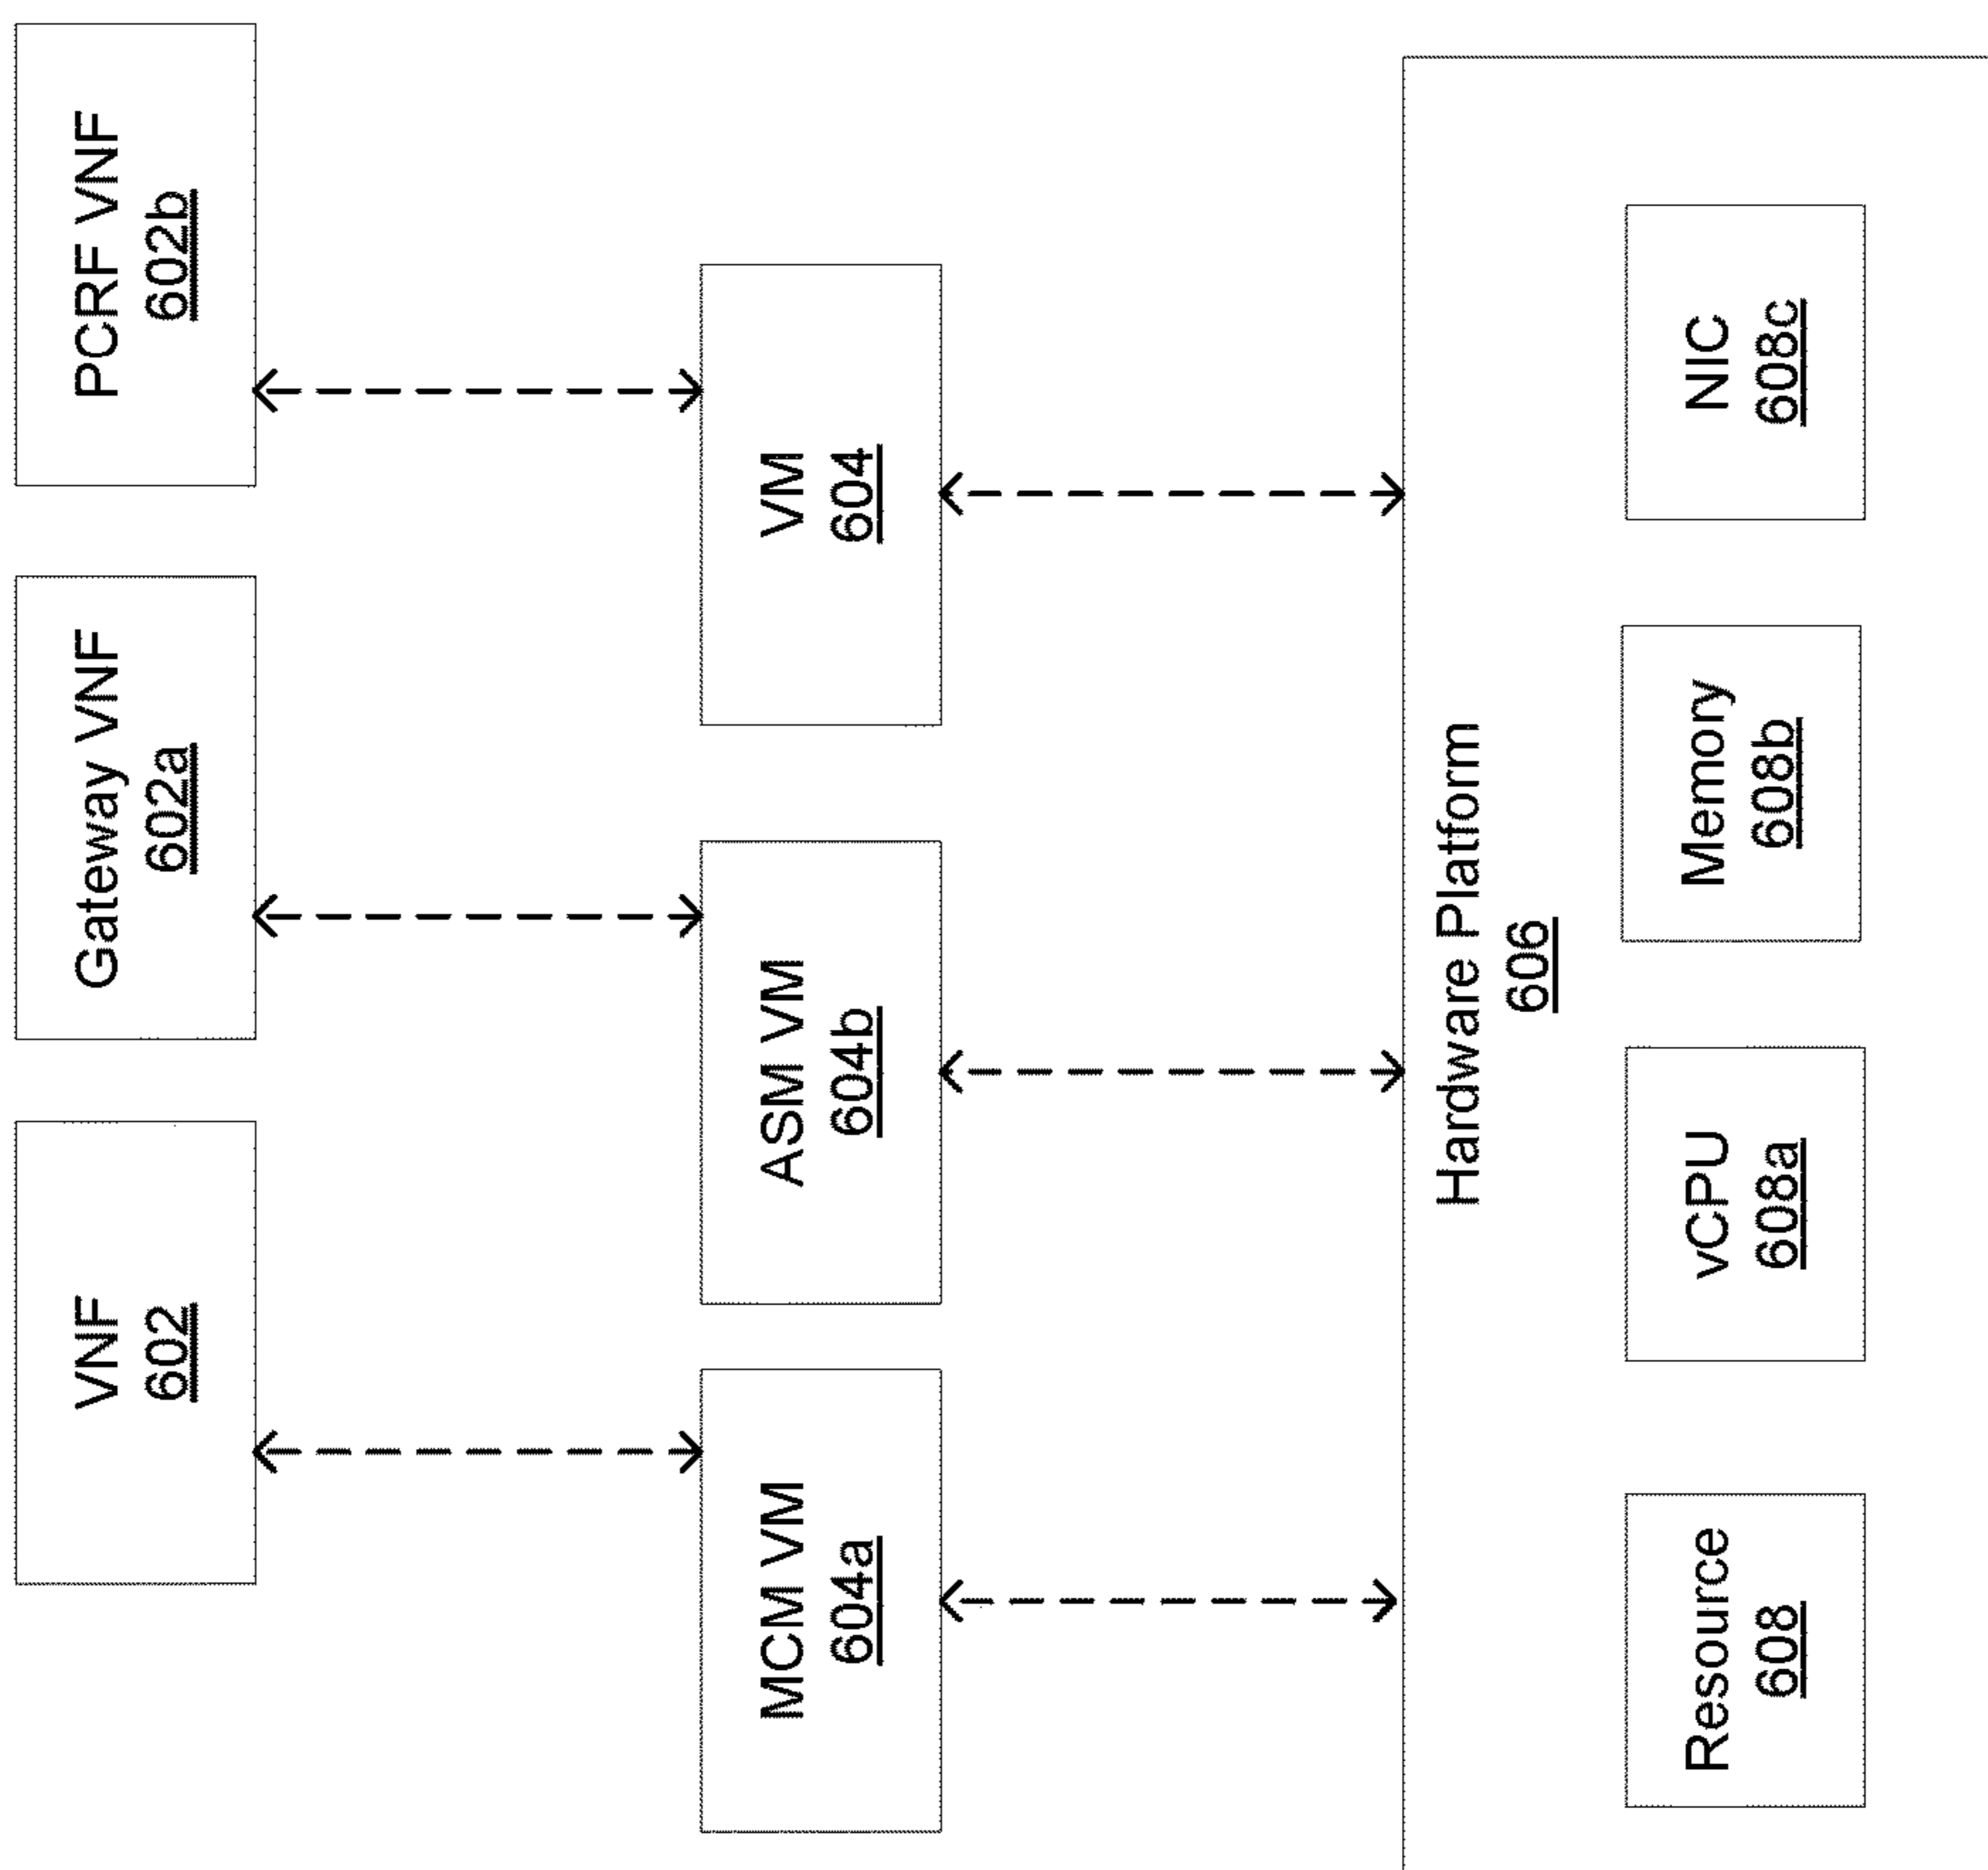 VNF
602
Gateway VNF
602a
PCRF VNF
602b
MCM VM
604a
ASM VM
604b
VM
604
Hardware Platform
606
Resource
608
vCPU
608a
Memory
608b
NIC
608c